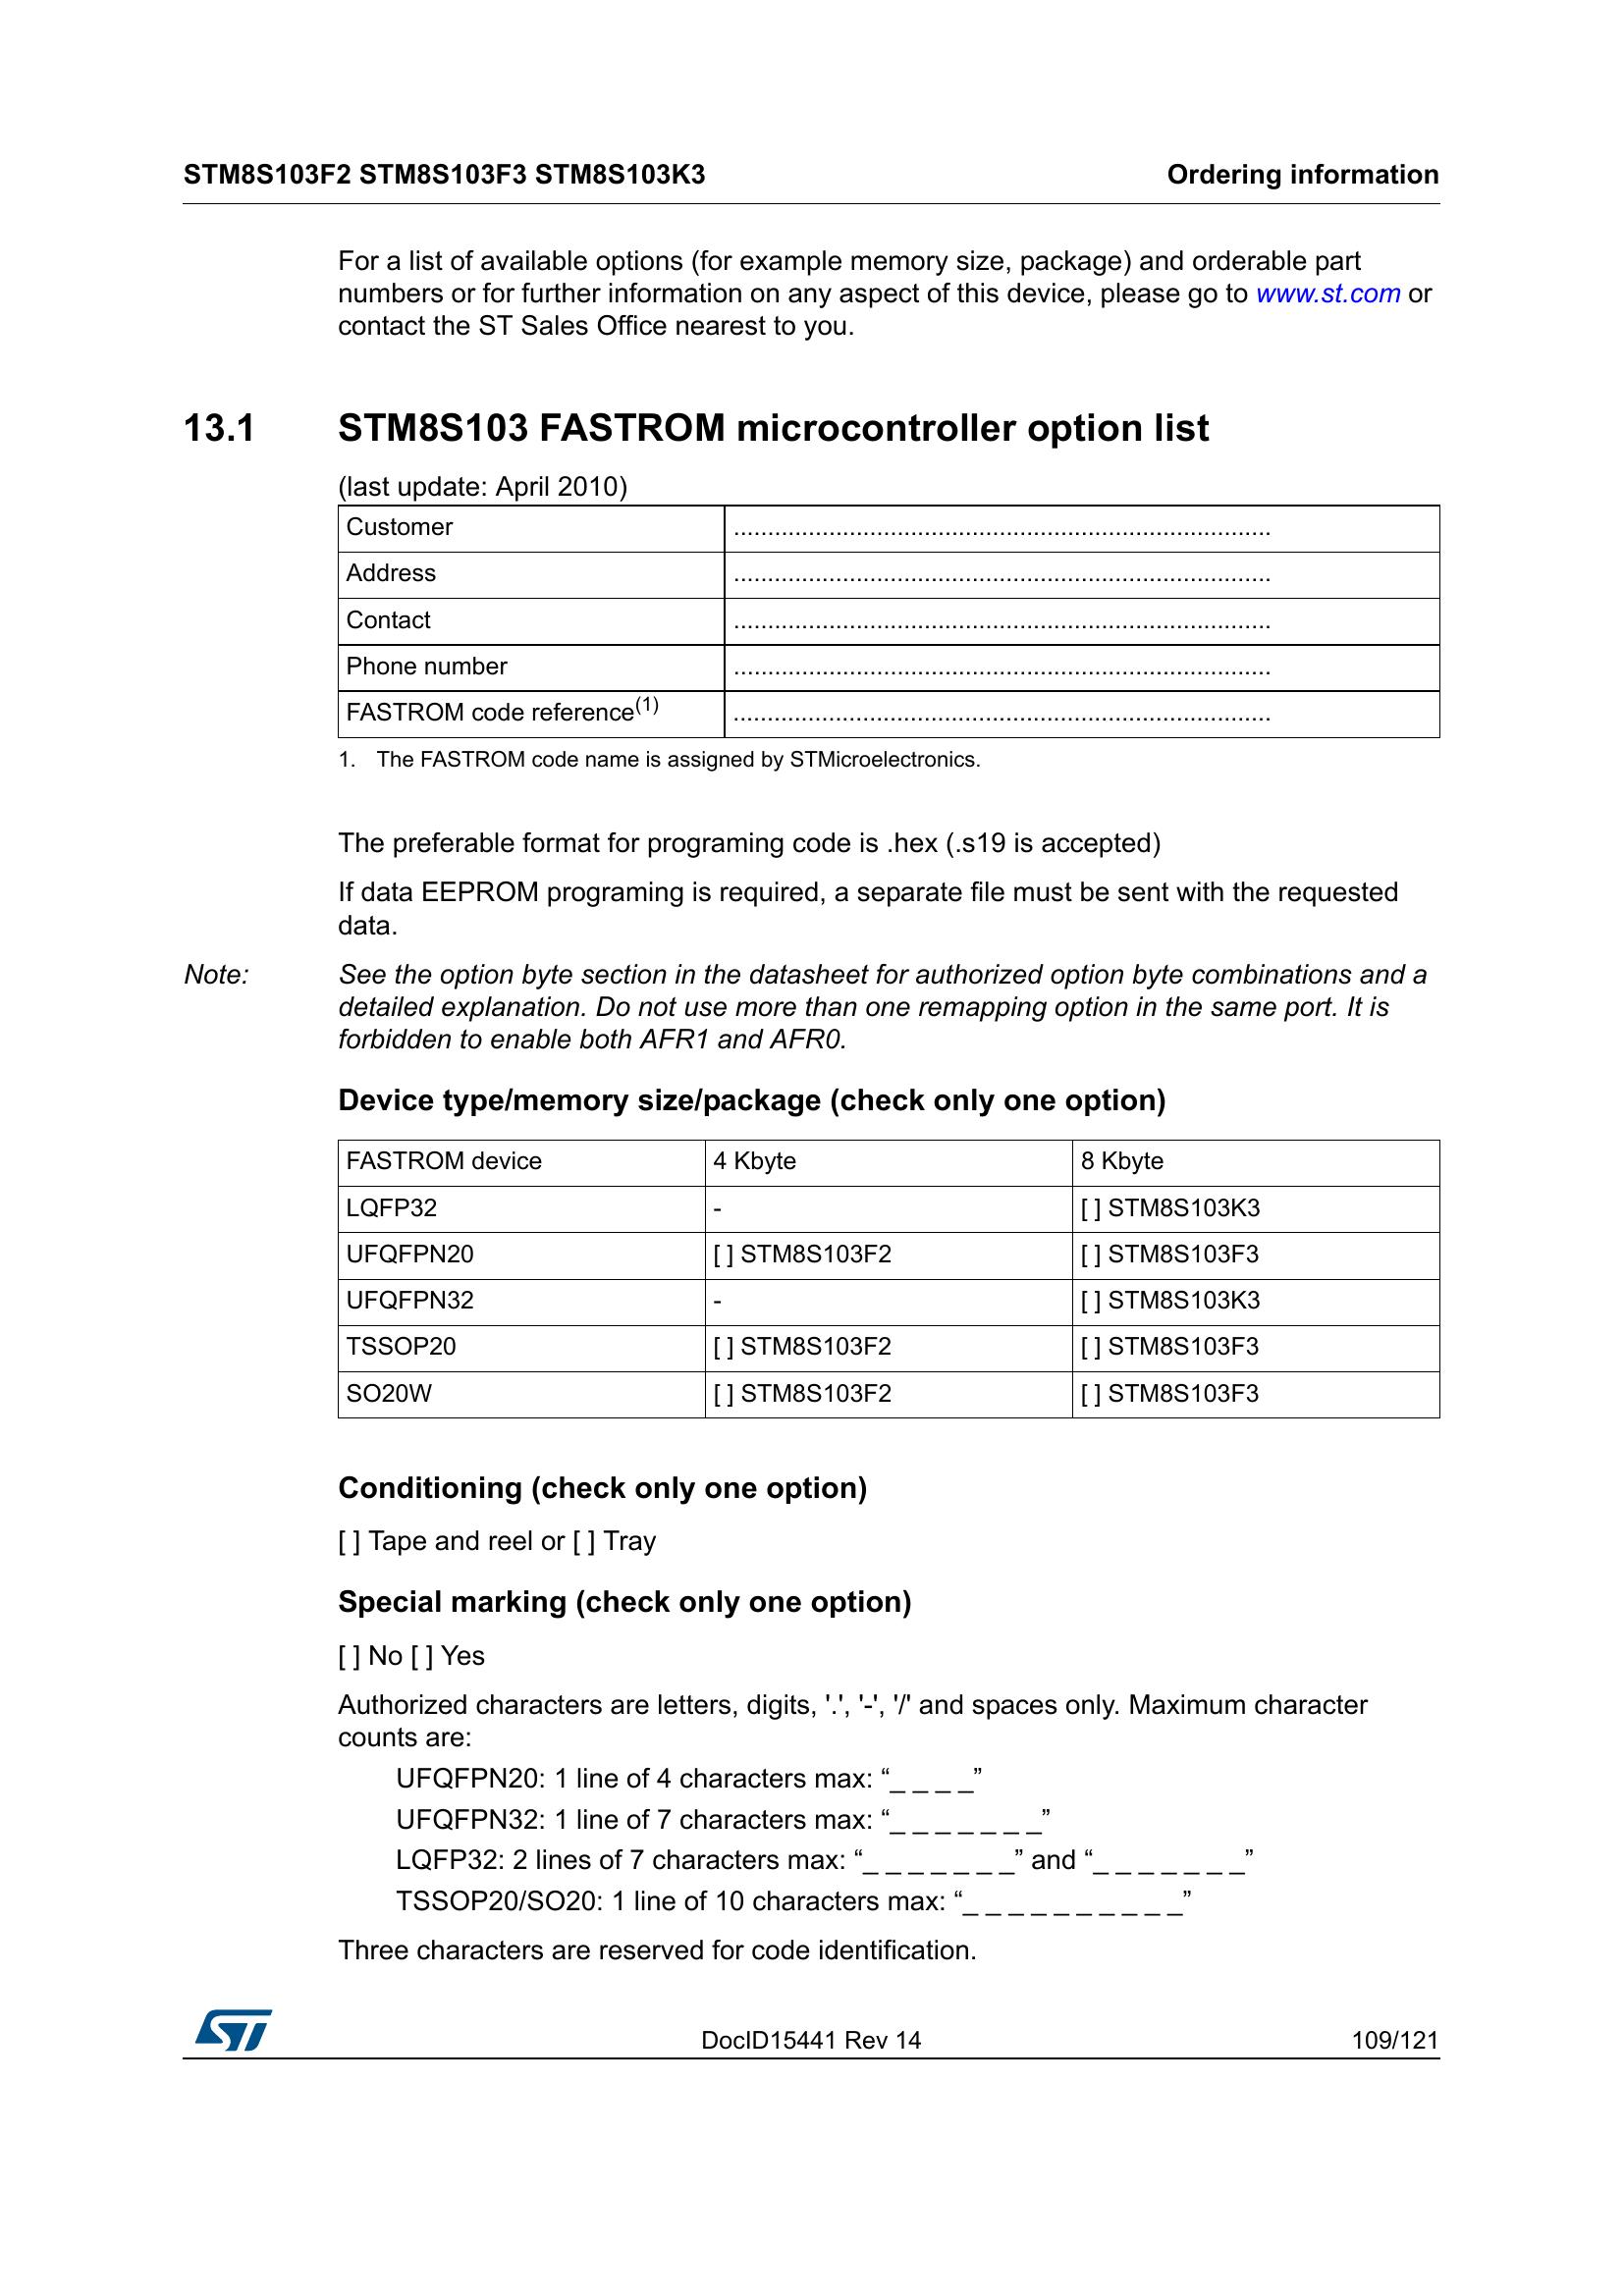 STM8S103F2 STM8S103F3 STM8S103K3 Ordering information
For a list of available options (for example memory size, package) and orderable part
numbers or for further information on any aspect of this device, please go to www.st.com or
contact the ST Sales Office nearest to you.
13.1 STM8S103 FASTROM microcontroller option list
(last update: April 2010)
Customer ...............................................................................
Address ...............................................................................
Contact ...............................................................................
Phone number ...............................................................................
FASTROM code reference(1) ...............................................................................
1. The FASTROM code name is assigned by STMicroelectronics.
The preferable format for programing code is .hex (.s19 is accepted)
If data EEPROM programing is required, a separate file must be sent with the requested
data.
Note: See the option byte section in the datasheet for authorized option byte combinations and a
detailed explanation. Do not use more than one remapping option in the same port. It is
forbidden to enable both AFR1 and AFR0.
Device type/memory size/package (check only one option)
FASTROM device 4 Kbyte 8 Kbyte
LQFP32 - [ ] STM8S103K3
UFQFPN20 [ ] STM8S103F2 [ ] STM8S103F3
UFQFPN32 - [ ] STM8S103K3
TSSOP20 [ ] STM8S103F2 [ ] STM8S103F3
SO20W [ ] STM8S103F2 [ ] STM8S103F3
Conditioning (check only one option)
[ ] Tape and reel or [ ] Tray
Special marking (check only one option)
[ ] No [ ] Yes
Authorized characters are letters, digits, '.', '-', '/' and spaces only. Maximum character
counts are:
UFQFPN20: 1 line of 4 characters max: “_ _ _ _”
UFQFPN32: 1 line of 7 characters max: “_ _ _ _ _ _ _”
LQFP32: 2 lines of 7 characters max: “_ _ _ _ _ _ _” and “_ _ _ _ _ _ _”
TSSOP20/SO20: 1 line of 10 characters max: “_ _ _ _ _ _ _ _ _ _”
Three characters are reserved for code identification.
ST DocID15441 Rev 14 109/121